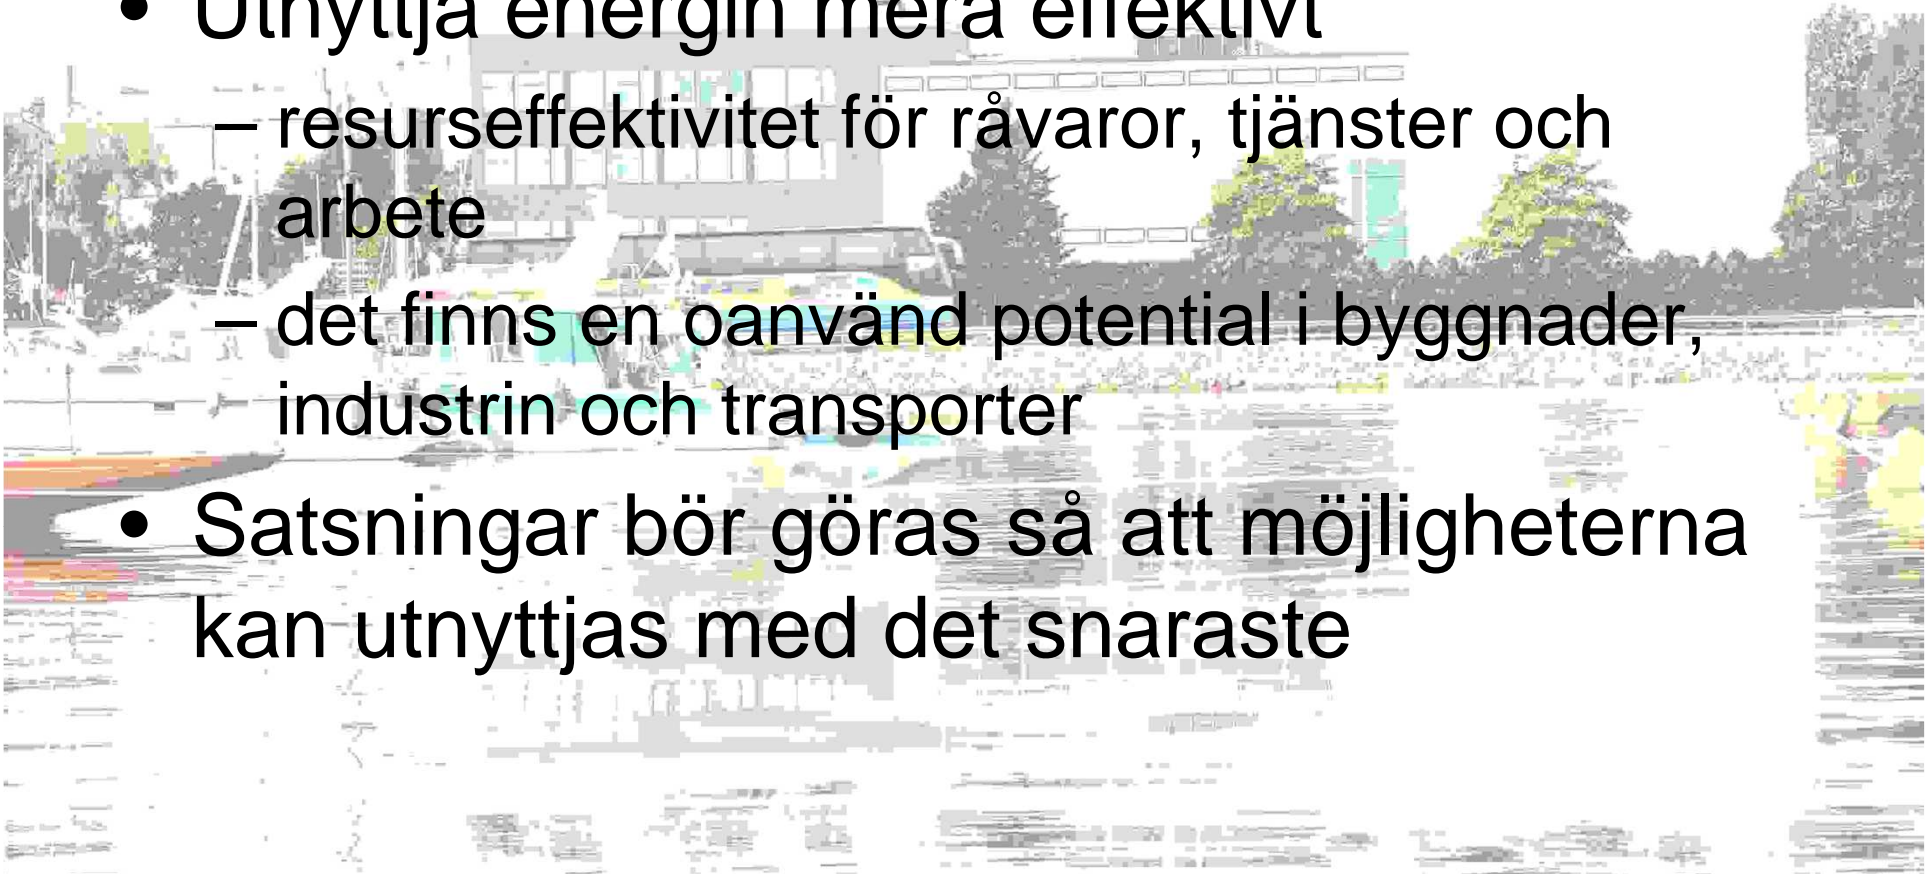 • Utnyttja energin mera effektivt
– resurseffektivitet för råvaror, tjänster och
arbete
– det finns en oanvänd potential i byggnader,
industrin och transporter
• Satsningar bör göras så att möjligheterna
kan utnyttjas med det snaraste